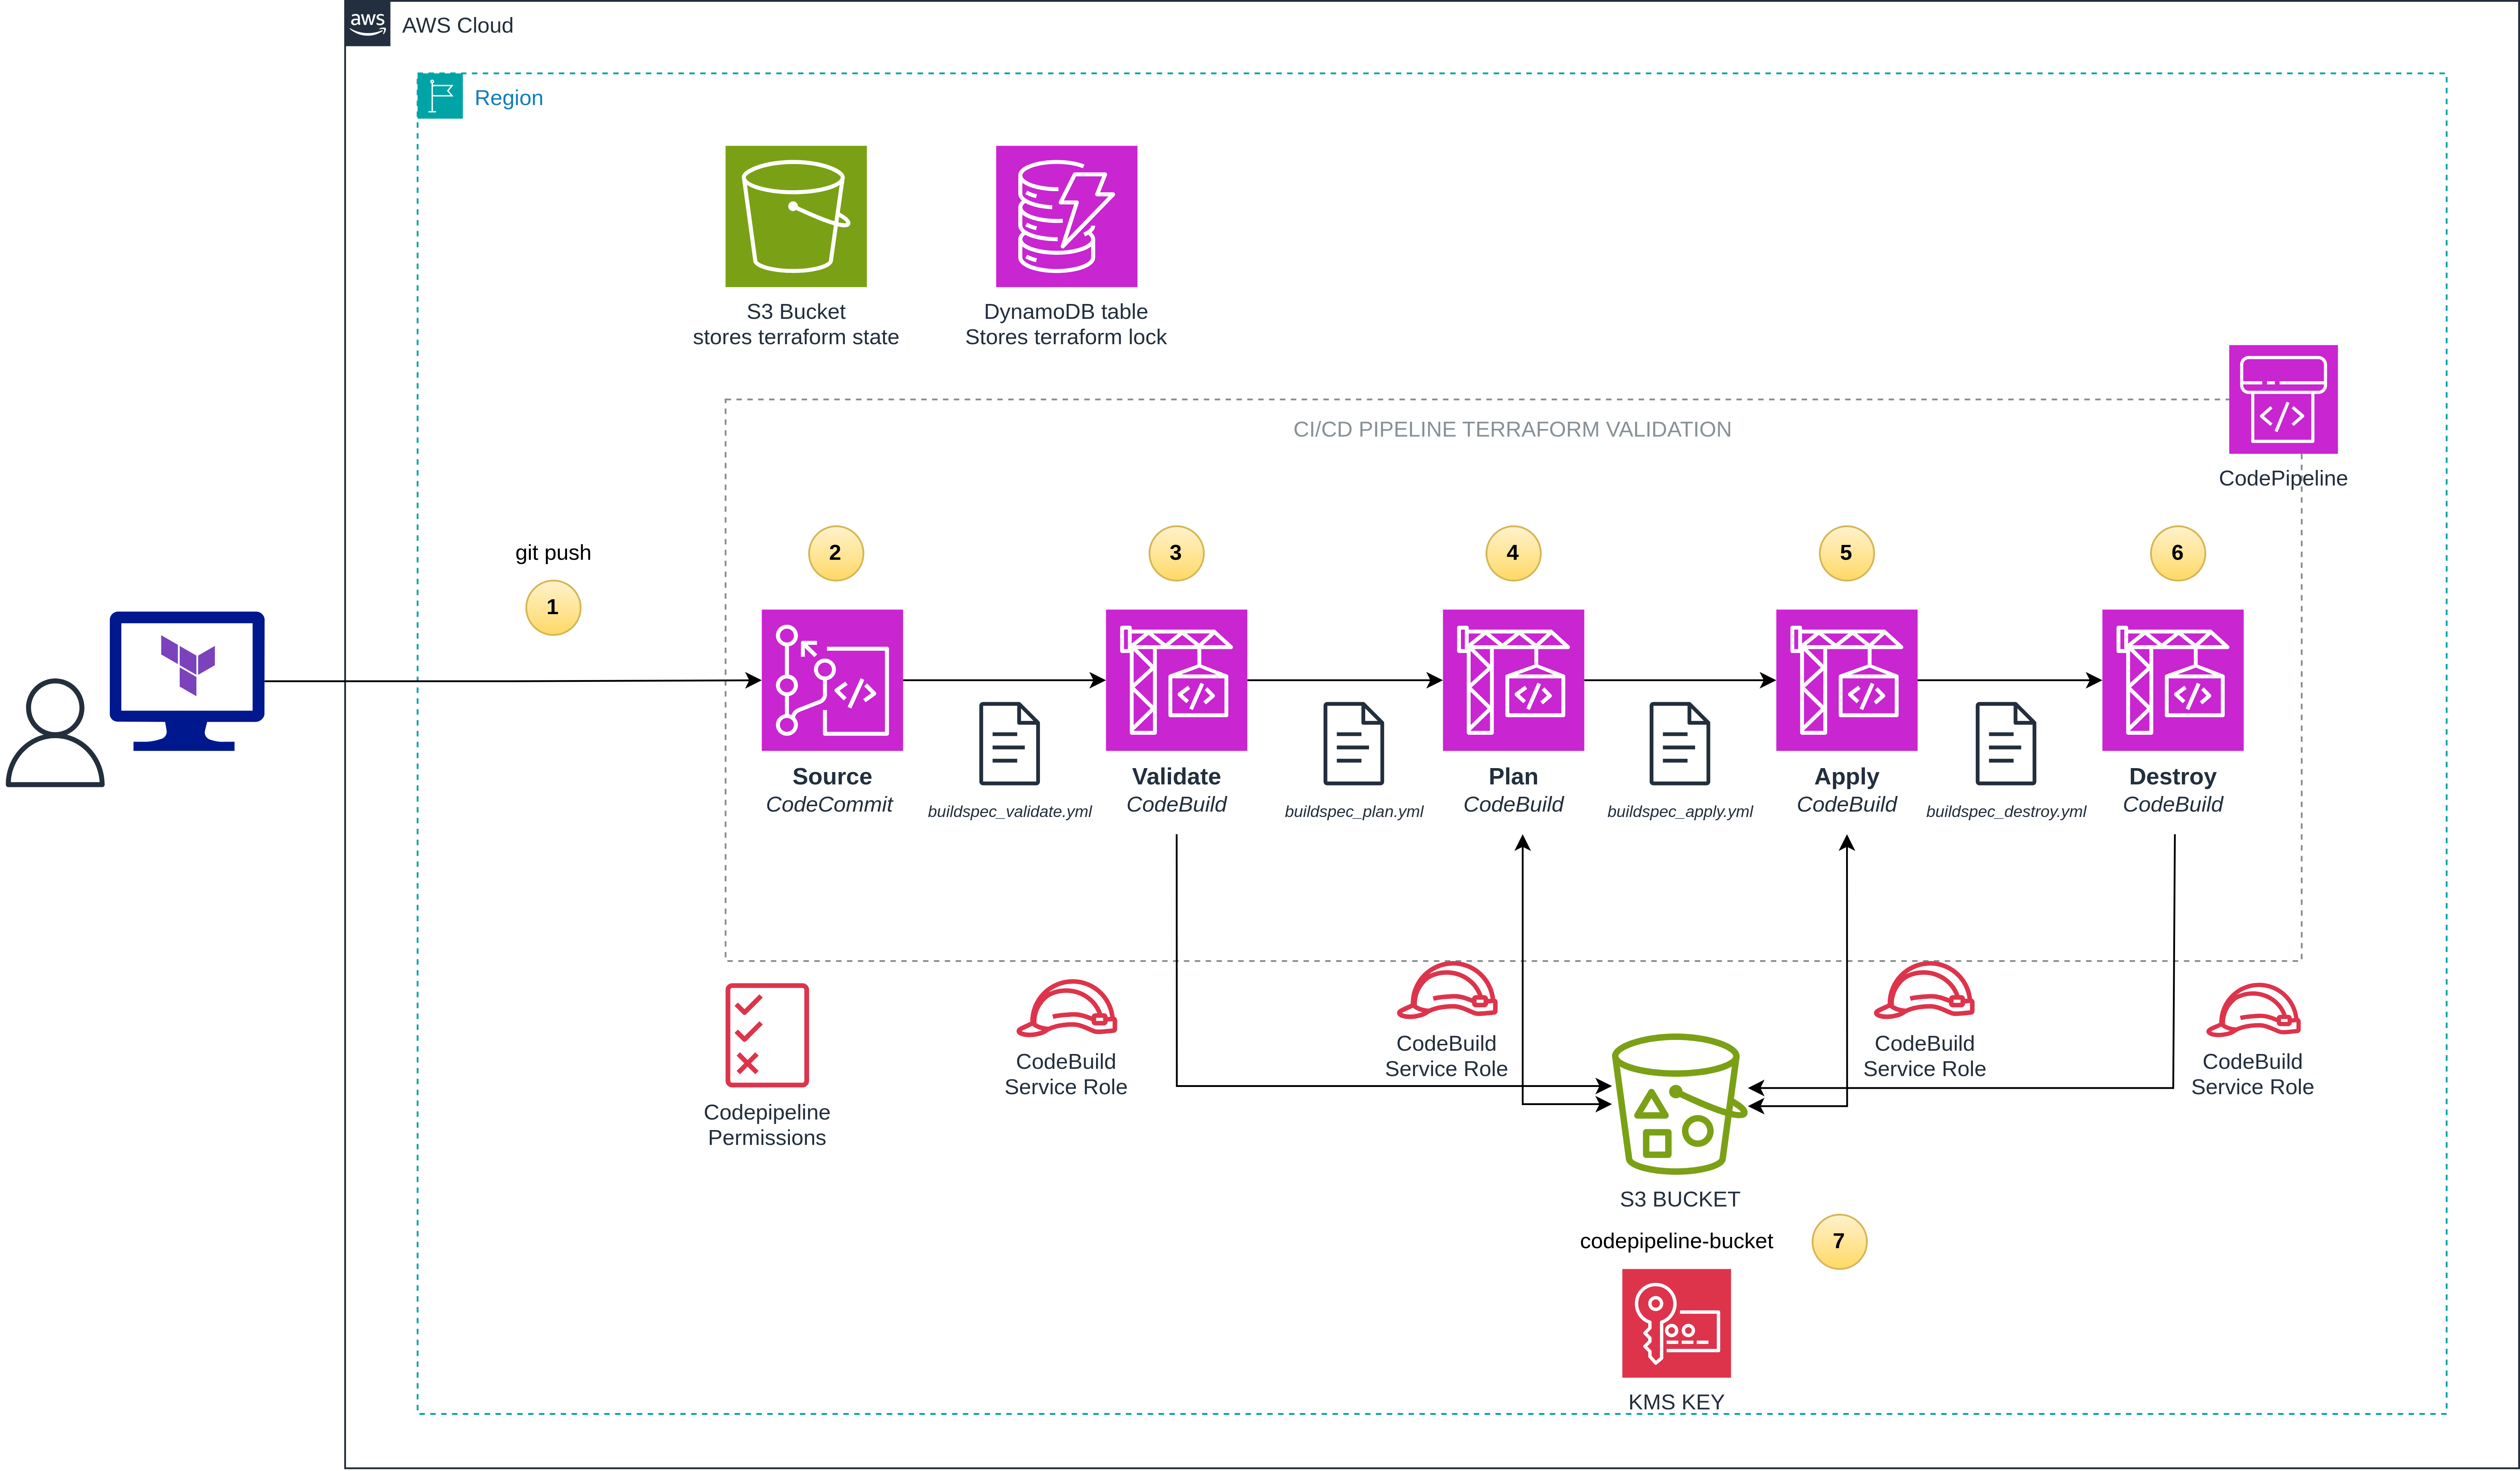 aws
AWS Cloud
Region
S3 Bucket
stores terraform state
DynamoDB table
Stores terraform lock
CI/CD PIPELINE TERRAFORM VALIDATION
CodePipeline
git push
1
2
3
4
5
6
Source
CodeCommit
buildspec_validate.yml
Validate
CodeBuild
buildspec_plan.yml
Plan
CodeBuild
buildspec_apply.yml
Apply
CodeBuild
buildspec_destroy.yml
Destroy
CodeBuild
Codepipeline
Permissions
CodeBuild
Service Role
CodeBuild
Service Role
CodeBuild
Service Role
CodeBuild
Service Role
S3 BUCKET
codepipeline-bucket
7
KMS KEY